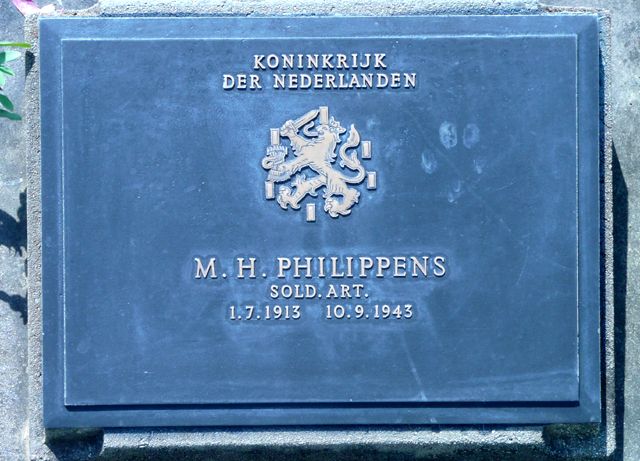 KONINKRIJK
DER NEDERLANDEN
M. H. PHILIPPENS
SOLD. ART.
1.7.1913 10.9.1943